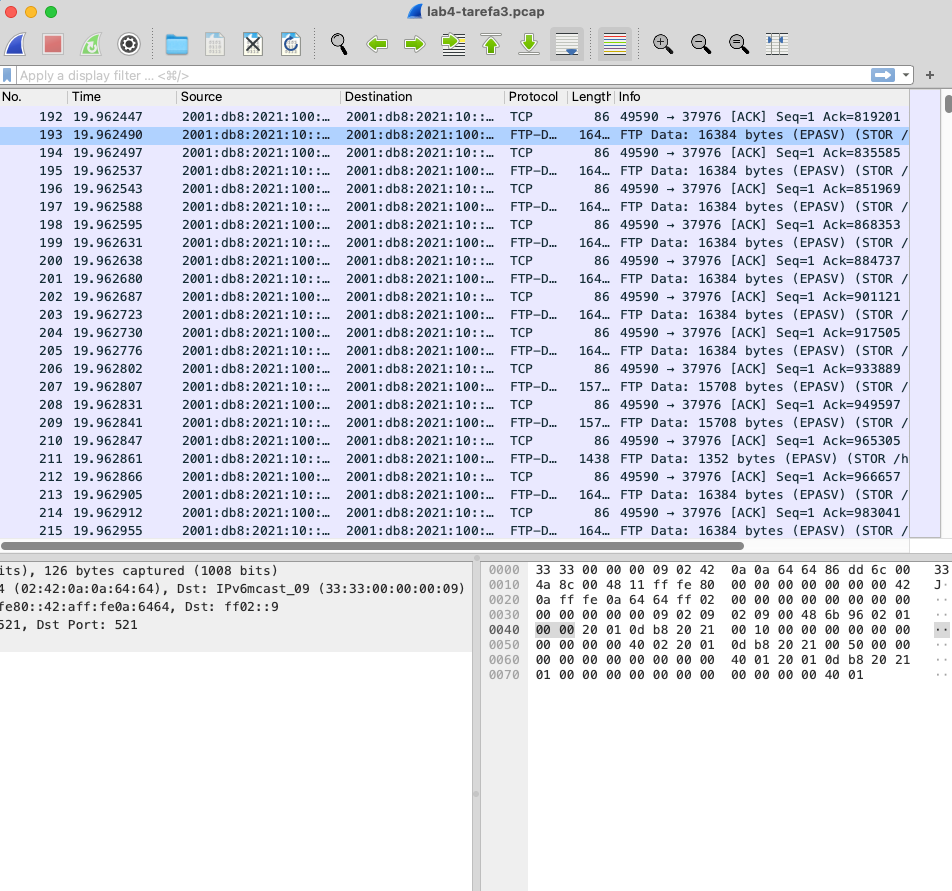 lab4-tarefa3.pcap
Apply a display filter ... <⌘/>
No. Time Source Destination Protocol Length Info
192 19.962447 2001:db8:2021:100:… 2001:db8:2021:10::… TCP 86 49590 → 37976 [ACK] Seq=1 Ack=819201
193 19.962490 2001:db8:2021:10::… 2001:db8:2021:100:… FTP-D… 164… FTP Data: 16384 bytes (EPASV) (STOR /
194 19.962497 2001:db8:2021:100:… 2001:db8:2021:10::… TCP 86 49590 → 37976 [ACK] Seq=1 Ack=835585
195 19.962537 2001:db8:2021:10::… 2001:db8:2021:100:… FTP-D… 164… FTP Data: 16384 bytes (EPASV) (STOR /
196 19.962543 2001:db8:2021:100:… 2001:db8:2021:10::… TCP 86 49590 → 37976 [ACK] Seq=1 Ack=851969
197 19.962588 2001:db8:2021:10::… 2001:db8:2021:100:… FTP-D… 164… FTP Data: 16384 bytes (EPASV) (STOR /
198 19.962595 2001:db8:2021:100:… 2001:db8:2021:10::… TCP 86 49590 → 37976 [ACK] Seq=1 Ack=868353
199 19.962631 2001:db8:2021:10::… 2001:db8:2021:100:… FTP-D… 164… FTP Data: 16384 bytes (EPASV) (STOR /
200 19.962638 2001:db8:2021:100:… 2001:db8:2021:10::… TCP 86 49590 → 37976 [ACK] Seq=1 Ack=884737
201 19.962680 2001:db8:2021:10::… 2001:db8:2021:100:… FTP-D… 164… FTP Data: 16384 bytes (EPASV) (STOR /
202 19.962687 2001:db8:2021:100:… 2001:db8:2021:10::… TCP 86 49590 → 37976 [ACK] Seq=1 Ack=901121
203 19.962723 2001:db8:2021:10::… 2001:db8:2021:100:… FTP-D… 164… FTP Data: 16384 bytes (EPASV) (STOR /
204 19.962730 2001:db8:2021:100:… 2001:db8:2021:10::… TCP 86 49590 → 37976 [ACK] Seq=1 Ack=917505
205 19.962776 2001:db8:2021:10::… 2001:db8:2021:100:… FTP-D… 164… FTP Data: 16384 bytes (EPASV) (STOR /
206 19.962802 2001:db8:2021:100:… 2001:db8:2021:10::… TCP 86 49590 → 37976 [ACK] Seq=1 Ack=933889
207 19.962807 2001:db8:2021:10::… 2001:db8:2021:100:… FTP-D… 157… FTP Data: 15708 bytes (EPASV) (STOR /
208 19.962831 2001:db8:2021:100:… 2001:db8:2021:10::… TCP 86 49590 → 37976 [ACK] Seq=1 Ack=949597
209 19.962841 2001:db8:2021:10::… 2001:db8:2021:100:… FTP-D… 157… FTP Data: 15708 bytes (EPASV) (STOR /
210 19.962847 2001:db8:2021:100:… 2001:db8:2021:10::… TCP 86 49590 → 37976 [ACK] Seq=1 Ack=965305
211 19.962861 2001:db8:2021:10::… 2001:db8:2021:100:… FTP-D… 1438 FTP Data: 1352 bytes (EPASV) (STOR /h
212 19.962866 2001:db8:2021:100:… 2001:db8:2021:10::… TCP 86 49590 → 37976 [ACK] Seq=1 Ack=966657
213 19.962905 2001:db8:2021:10::… 2001:db8:2021:100:… FTP-D… 164… FTP Data: 16384 bytes (EPASV) (STOR /
214 19.962912 2001:db8:2021:100:… 2001:db8:2021:10::… TCP 86 49590 → 37976 [ACK] Seq=1 Ack=983041
215 19.962955 2001:db8:2021:10::… 2001:db8:2021:100:… FTP-D… 164… FTP Data: 16384 bytes (EPASV) (STOR /
its), 126 bytes captured (1008 bits)
4 (02:42:0a:0a:64:64), Dst: IPv6mcast_09 (33:33:00:00:00:09)
fe80::42:aff:fe0a:6464, Dst: ff02::9
521, Dst Port: 521
0000 33 33 00 00 00 09 02 42 0a 0a 64 64 86 dd 6c 00 33
0010 4a 8c 00 48 11 ff fe 80 00 00 00 00 00 00 00 42 J·
0020 0a ff fe 0a 64 64 ff 02 00 00 00 00 00 00 00 00 ··
0030 00 00 00 00 00 09 02 09 02 09 00 48 6b 96 02 01 ··
0040 00 00 20 01 0d b8 20 21 00 10 00 00 00 00 00 00 ··
0050 00 00 00 00 40 02 20 01 0d b8 20 21 00 50 00 00 ··
0060 00 00 00 00 00 00 00 00 40 01 20 01 0d b8 20 21 ··
0070 01 00 00 00 00 00 00 00 00 00 00 00 40 01 ··